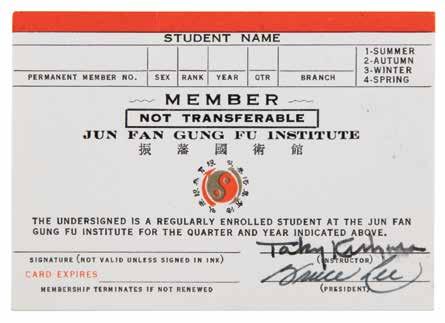 STUDENT NAME
1-SUMMER
2-AUTUMN
3-WINTER
4-SPRING
PERMANENT MEMBER NO. SEX RANK YEAR QTR BRANCH
MEMBER
NOT TRANSFERABLE
JUN FAN GUNG FU INSTITUTE
振藩國術館
THE UNDERSIGNED IS A REGULARLY ENROLLED STUDENT AT THE JUN FAN
GUNG FU INSTITUTE FOR THE QUARTER AND YEAR INDICATED ABOVE.
Taky Kimura
SIGNATURE (NOT VALID UNLESS SIGNED IN INK) (INSTRUCTOR)
Bruce Lee
CARD EXPIRES
MEMBERSHIP TERMINATES IF NOT RENEWED (PRESIDENT)